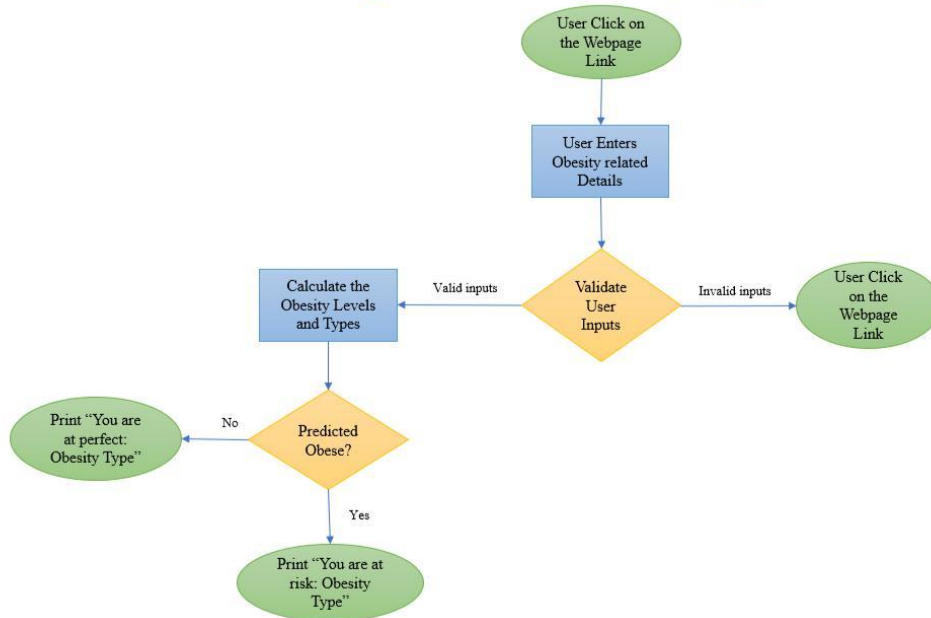 User Click on
the Webpage
Link
User Enters
Obesity related
Details
Validate
User
Inputs
Valid inputs
Invalid inputs
Calculate the
Obesity Levels
and Types
User Click
on the
Webpage
Link
Predicted
Obese?
No
Print “You are
at perfect:
Obesity Type”
Yes
Print “You are at
risk: Obesity
Type”